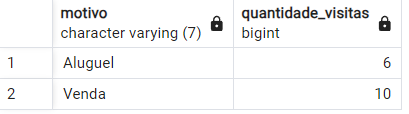 motivo quantidade_visitas
character varying (7) bigint
1 Aluguel 6
2 Venda 10